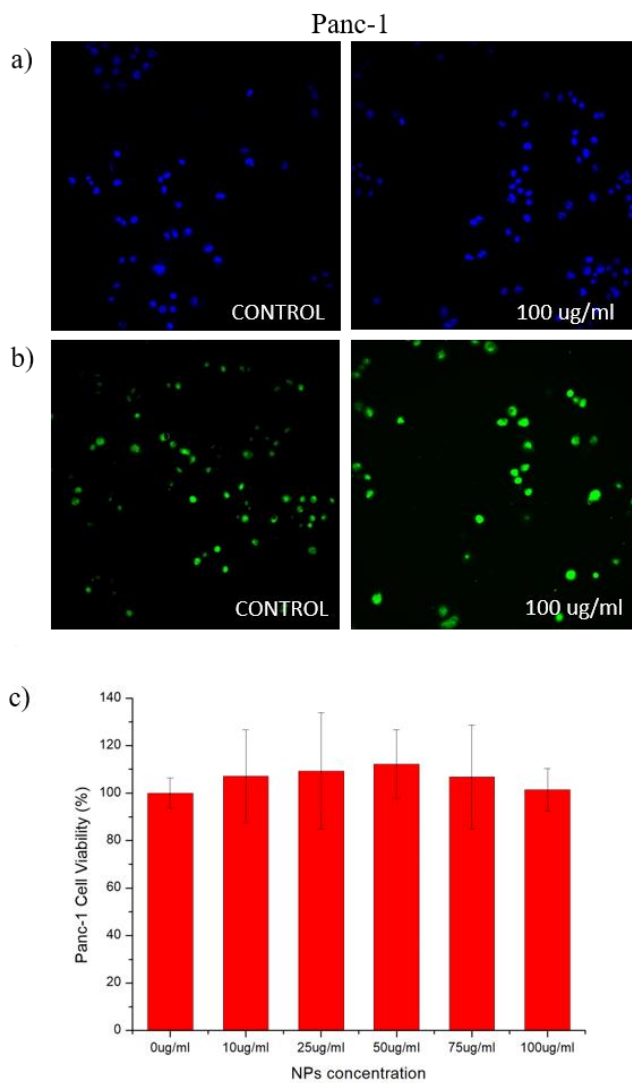 Panc-1
a)
CONTROL
100 ug/ml
b)
CONTROL
100 ug/ml
c)
Panc-1 Cell Viability (%)
140
120
100
80
60
40
20
0
0ug/ml 10ug/ml 25ug/ml 50ug/ml 75ug/ml 100ug/ml
NPs concentration